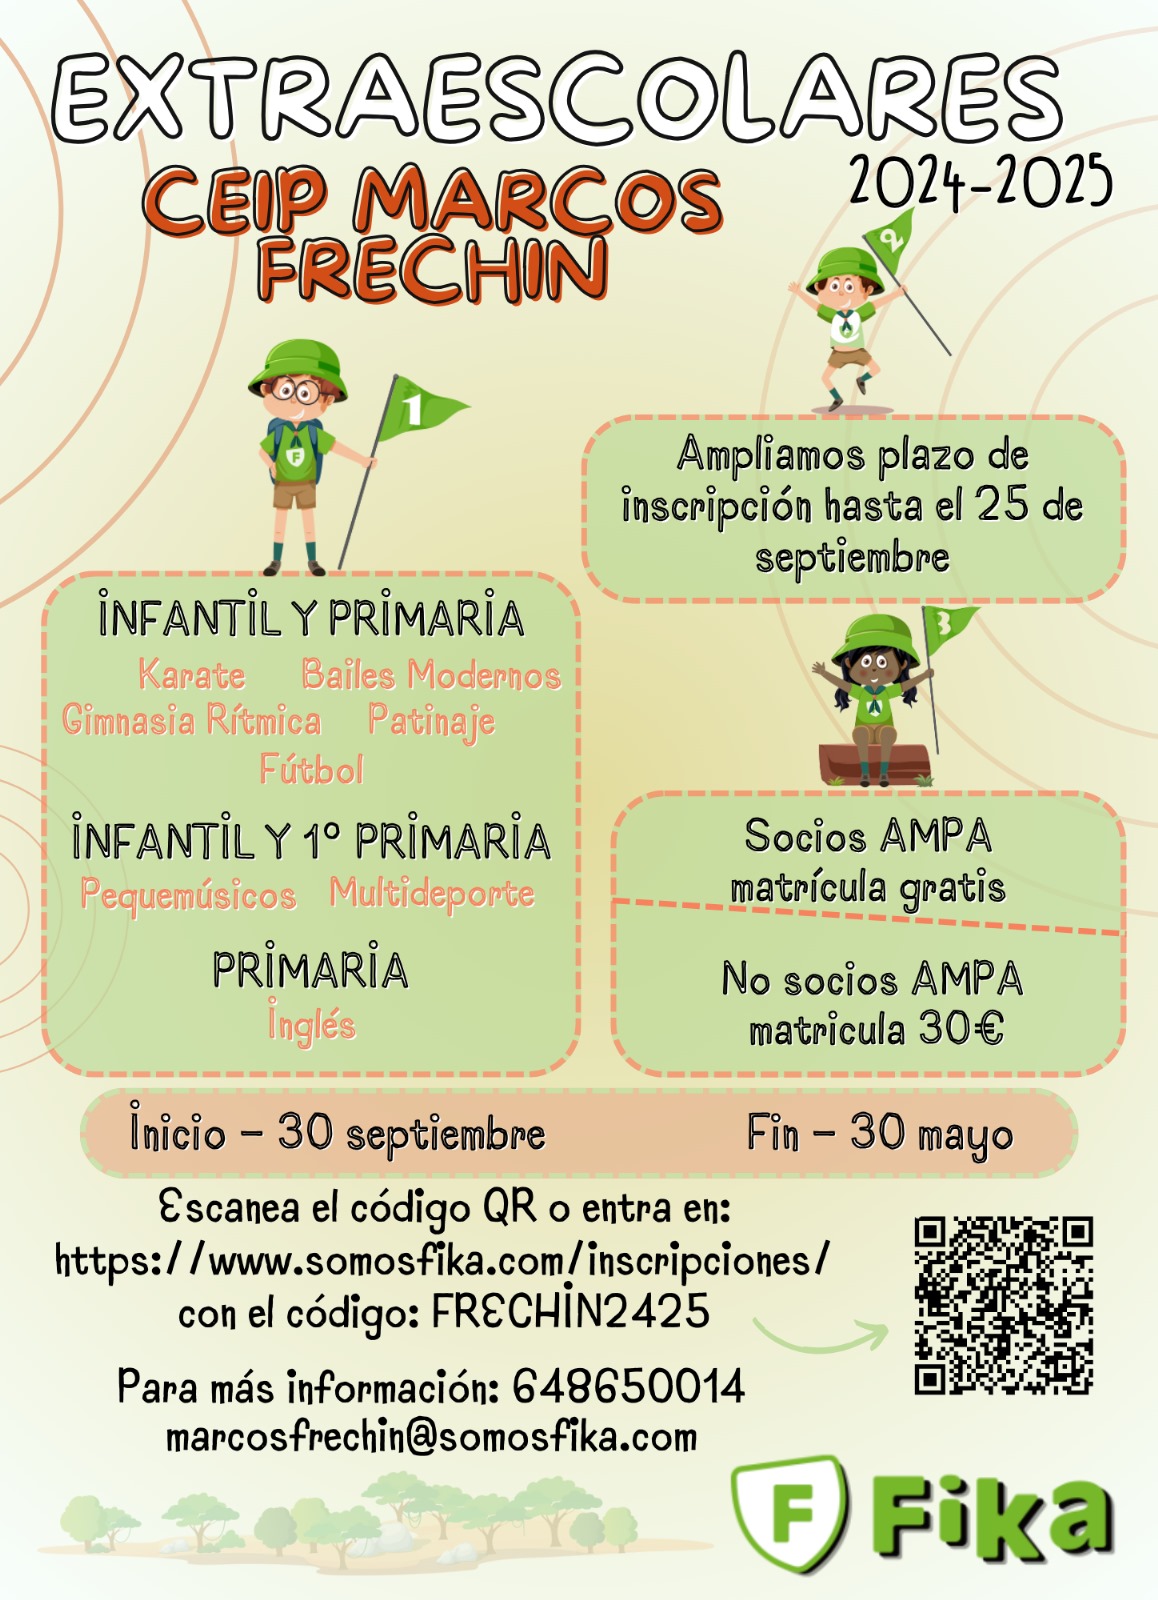 EXTRAESCOLARES
2024-2025
CEIP MARCOS
FRECHIN
2
1
F
Ampliamos plazo de
inscripción hasta el 25 de
septiembre
3
INFANTIL Y PRIMARIA
Karate Bailes Modernos
Gimnasia Rítmica Patinaje
Fútbol
INFANTIL Y 1º PRIMARIA
Pequemúsicos Multideporte
PRIMARIA
Inglés
Socios AMPA
matrícula gratis
No socios AMPA
matricula 30€
Inicio - 30 septiembre Fin - 30 mayo
Escanea el código QR o entra en:
https://www.somosfika.com/inscripciones/
con el código: FRECHIN2425
Para más información: 648650014
marcosfrechin@somosfika.com
F Fika